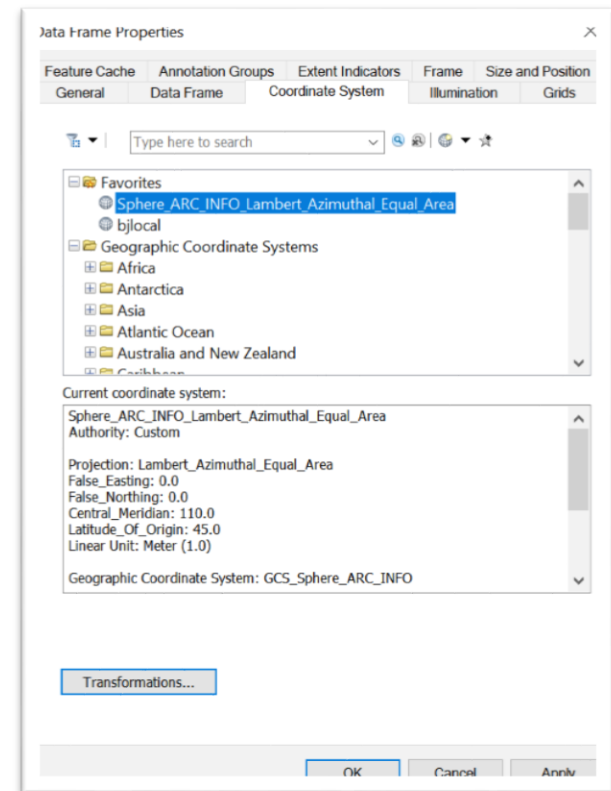 Data Frame Properties
Feature Cache Annotation Groups Extent Indicators Frame Size and Position
General Data Frame Coordinate System Illumination Grids
Type here to search
Favorites
Sphere_ARC_INFO_Lambert_Azimuthal_Equal_Area
bjlocal
Geographic Coordinate Systems
Africa
Antarctica
Asia
Atlantic Ocean
Australia and New Zealand
Caribbean
Current coordinate system:
Sphere_ARC_INFO_Lambert_Azimuthal_Equal_Area
Authority: Custom
Projection: Lambert_Azimuthal_Equal_Area
False_Easting: 0.0
False_Northing: 0.0
Central_Meridian: 110.0
Latitude_Of_Origin: 45.0
Linear Unit: Meter (1.0)
Geographic Coordinate System: GCS_Sphere_ARC_INFO
Transformations...
OK Cancel Apply